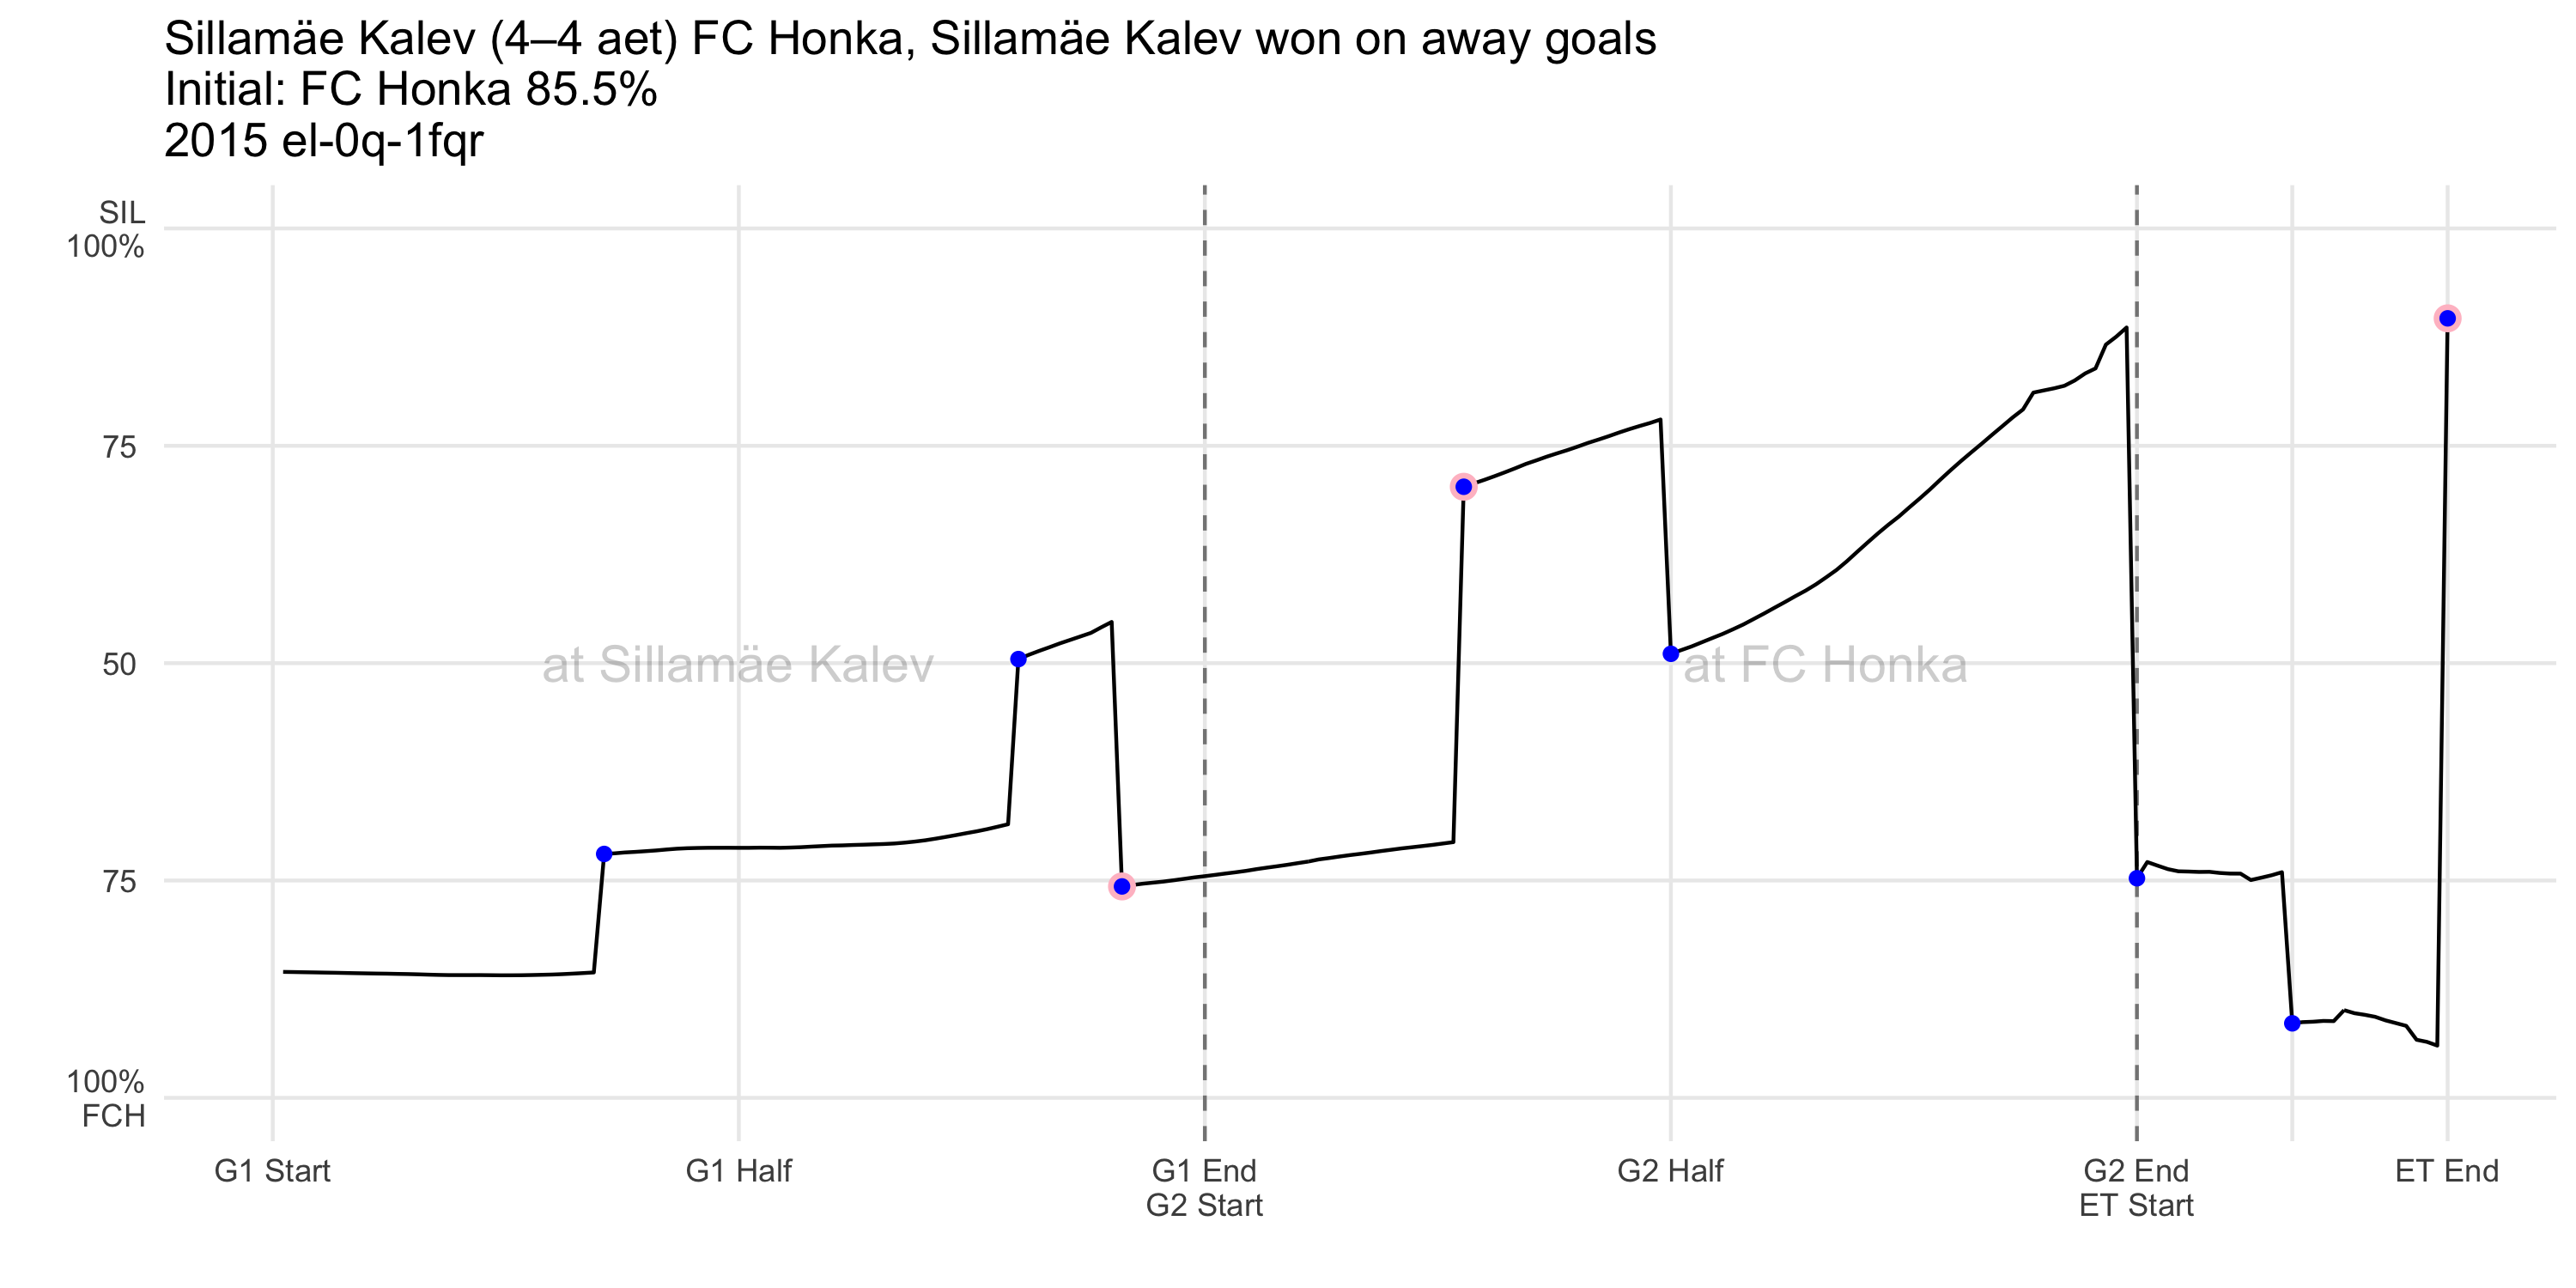 Sillamäe Kalev (4–4 aet) FC Honka, Sillamäe Kalev won on away goals
Initial: FC Honka 85.5%
2015 el-0q-1fqr
SIL
100%
75
50
75
100%
FCH
at Sillamäe Kalev
at FC Honka
G1 Start
G1 Half
G1 End
G2 Start
G2 Half
G2 End
ET Start
ET End